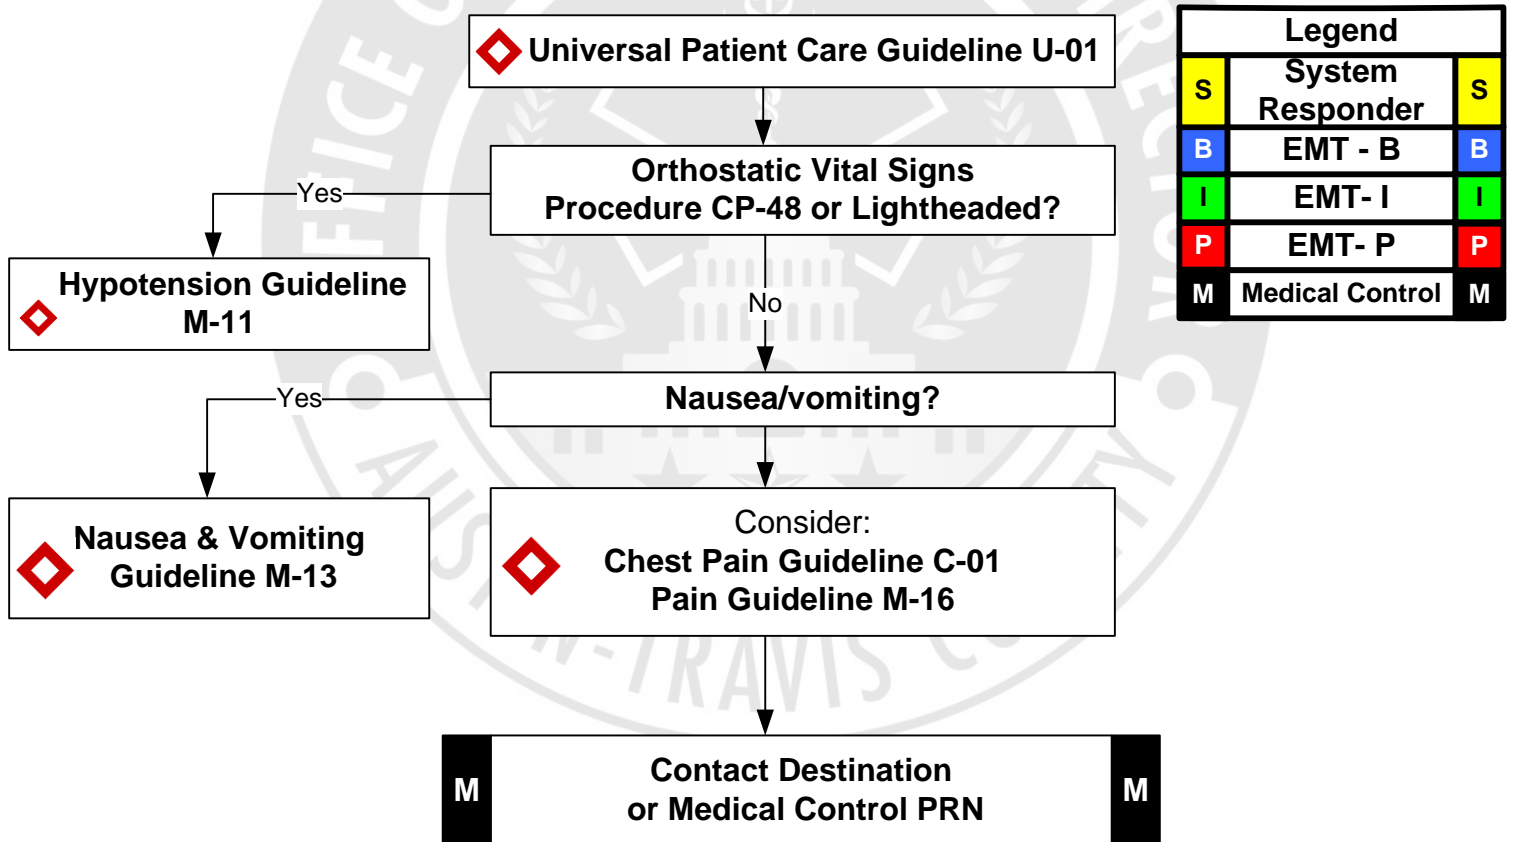 Universal Patient Care Guideline U-01
Legend
S System S
Responder
B EMT - B B
I EMT- I I
P EMT- P P
M Medical Control M
Orthostatic Vital Signs
Procedure CP-48 or Lightheaded?
Yes
Hypotension Guideline
M-11
No
Nausea/vomiting?
Yes
Nausea & Vomiting
Guideline M-13
Consider:
Chest Pain Guideline C-01
Pain Guideline M-16
M Contact Destination M
or Medical Control PRN